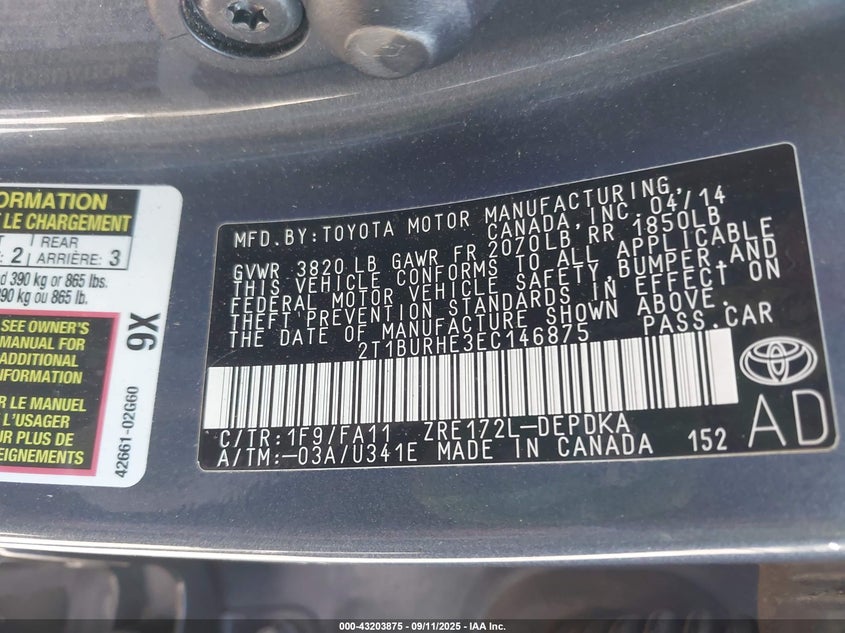 ORMATION
LE CHARGEMENT
2 REAR
ARRIÈRE: 3
390 kg or 865 lbs.
kg ou 865 lb.
SEE OWNER'S
MANUAL FOR
ADDITIONAL
INFORMATION
LE MANUEL
L'USAGER
PLUS DE
9X
42661-02G60
MFD.BY:TOYOTA MOTOR MANUFACTURING,
CANADA, INC. 04/14
GVWR 3820 LB GAWR FR 2070LB, RR 1850LB
THIS VEHICLE CONFORMS TO ALL APPLICABLE
FEDERAL MOTOR VEHICLE SAFETY, BUMPER, AND
THEFT PREVENTION STANDARDS IN EFFECT ON
THE DATE OF MANUFACTURE SHOWN ABOVE.
2T1BURHE3EC146875 PASS.CAR
C/TR:1F9/FA11 ZRE172L-DEPDKA
A/TM:-03A/U341E MADE IN CANADA 152
AD
000-43203875 - 09/11/2025 - IAA Inc.